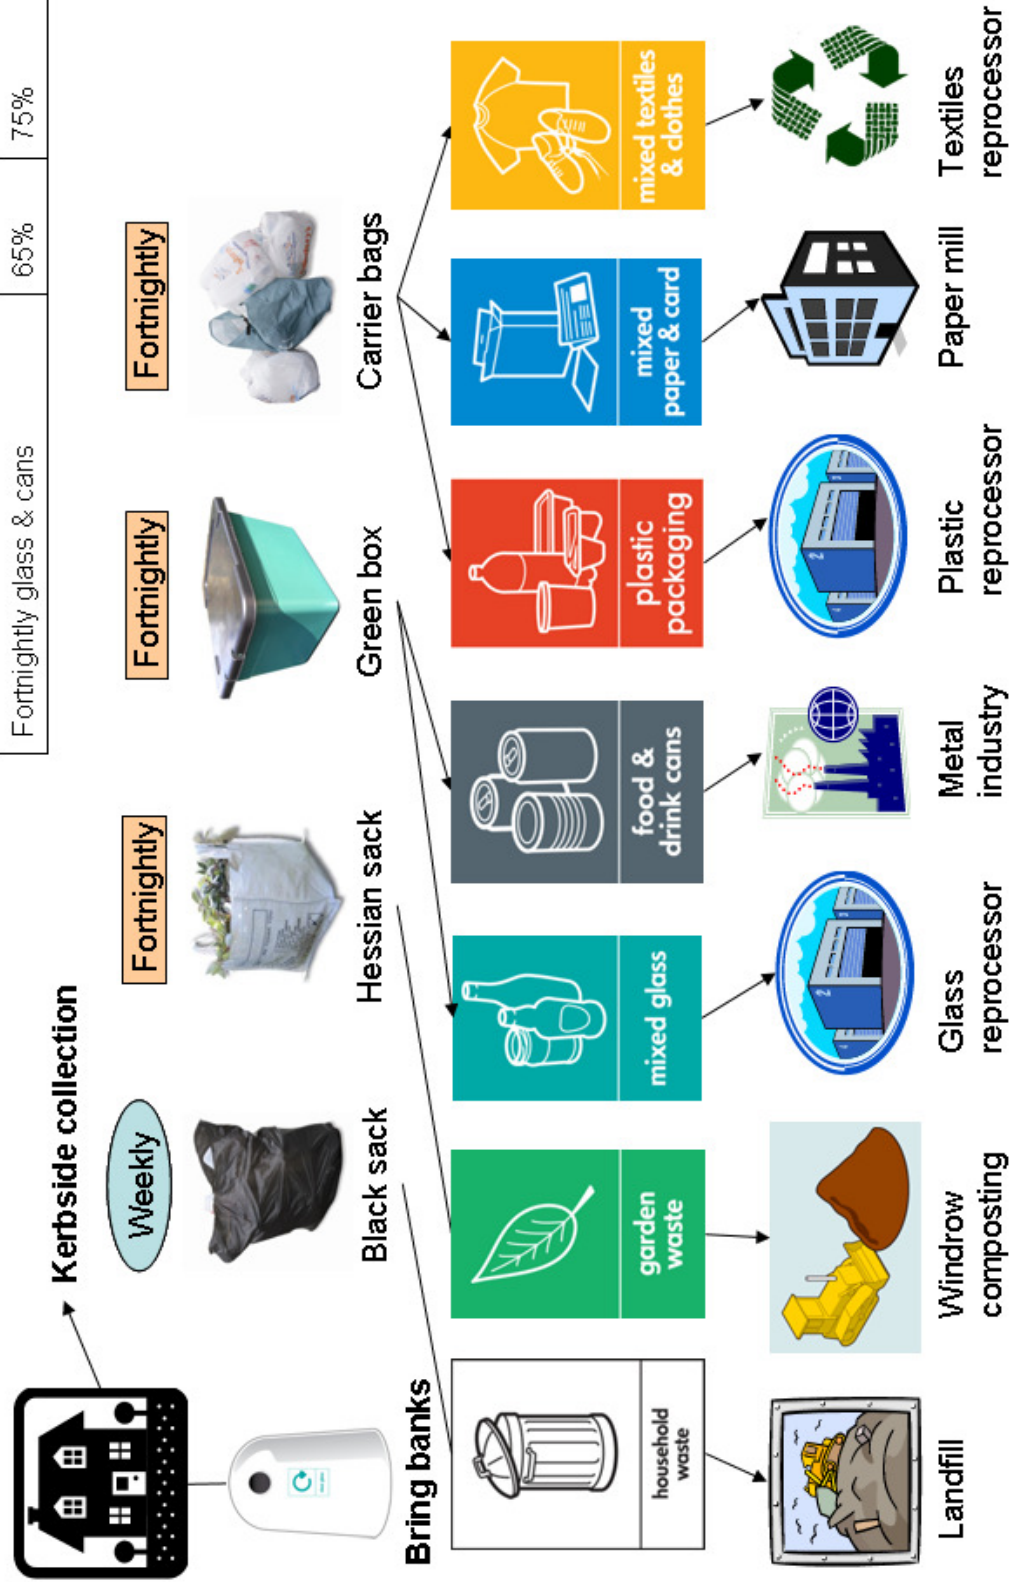 Fortnightly glass & cans 65% 75%
Kerbside collection
Weekly
Fortnightly
Fortnightly
Fortnightly
Bring banks
Black sack
Hessian sack
Green box
Carrier bags
household
waste
garden
waste
mixed glass
food &
drink cans
plastic
packaging
mixed
paper & card
mixed textiles
& clothes
Landfill
Windrow
composting
Glass
reprocessor
Metal
industry
Plastic
reprocessor
Paper mill
Textiles
reprocessor